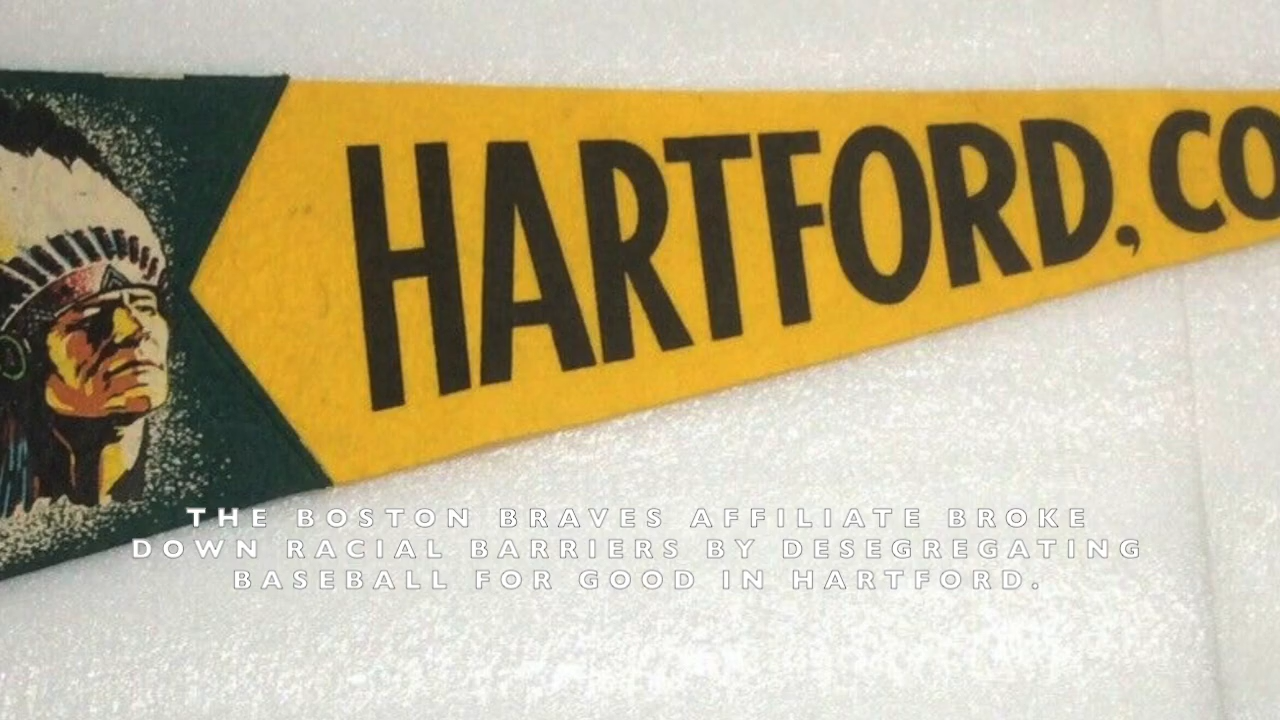 HARTFORD, CO
THE BOSTON BRAVES AFFILIATE BROKE
DOWN RACIAL BARRIERS BY DESEGREGATING
BASEBALL FOR GOOD IN HARTFORD.